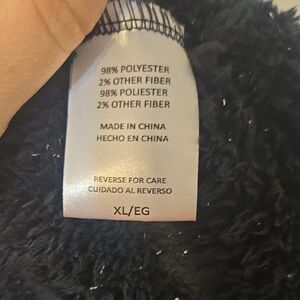 98% POLYESTER
2% OTHER FIBER
98% POLIESTER
2% OTHER FIBER
MADE IN CHINA
HECHO EN CHINA
REVERSE FOR CARE
CUIDADO AL REVERSO
XL/EG